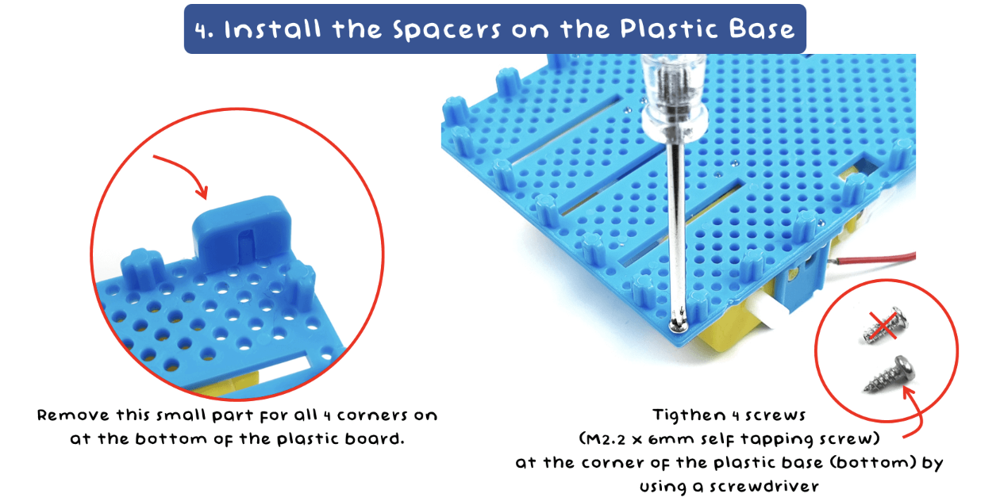 4. Install the Spacers on the Plastic Base
Remove this small part for all 4 corners on
at the bottom of the plastic board.
Tigthen 4 screws
(M2.2 x 6mm self tapping screw)
at the corner of the plastic base (bottom) by
using a screwdriver